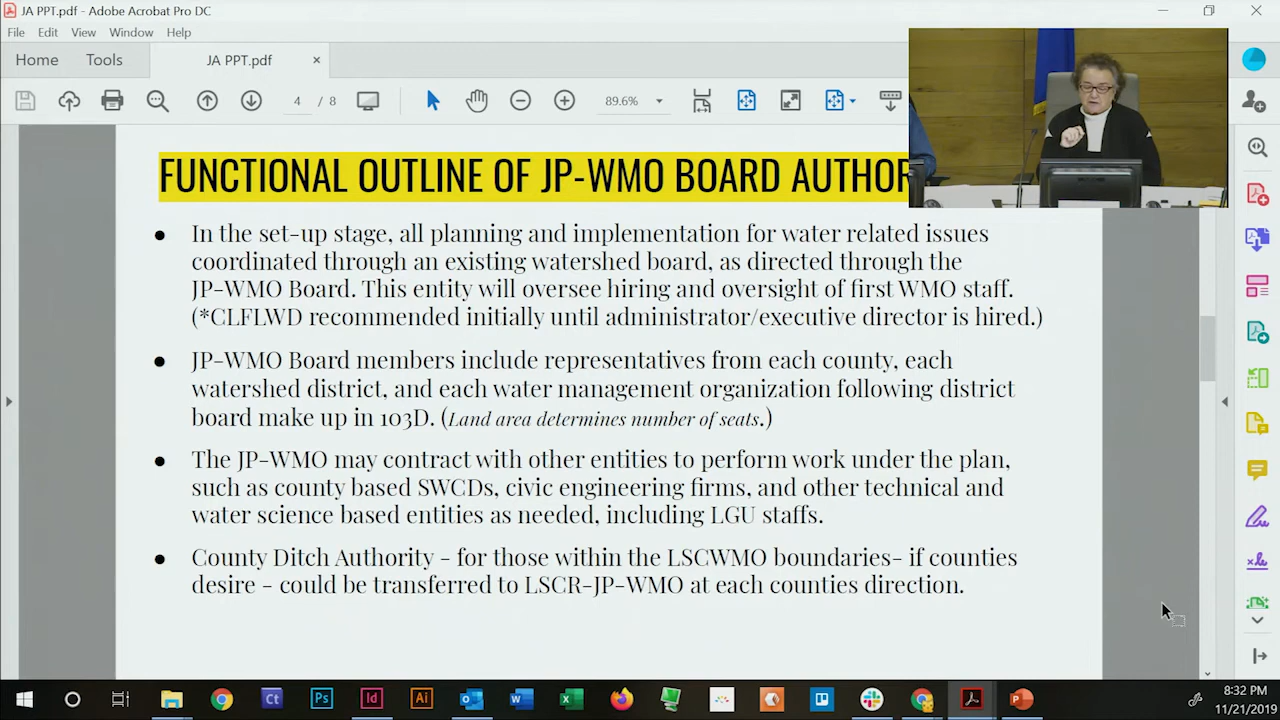 JA PPT.pdf - Adobe Acrobat Pro DC
File Edit View Window Help
Home Tools JA PPT.pdf ×
4 / 8 89.6%
FUNCTIONAL OUTLINE OF JP-WMO BOARD AUTHOR
● In the set-up stage, all planning and implementation for water related issues
coordinated through an existing watershed board, as directed through the
JP-WMO Board. This entity will oversee hiring and oversight of first WMO staff.
(*CLFLWD recommended initially until administrator/executive director is hired.)
● JP-WMO Board members include representatives from each county, each
watershed district, and each water management organization following district
board make up in 103D. (Land area determines number of seats.)
● The JP-WMO may contract with other entities to perform work under the plan,
such as county based SWCDs, civic engineering firms, and other technical and
water science based entities as needed, including LGU staffs.
● County Ditch Authority - for those within the LSCWMO boundaries- if counties
desire - could be transferred to LSCR-JP-WMO at each counties direction.
Ct Ps Id Ai
8:32 PM
11/21/2019